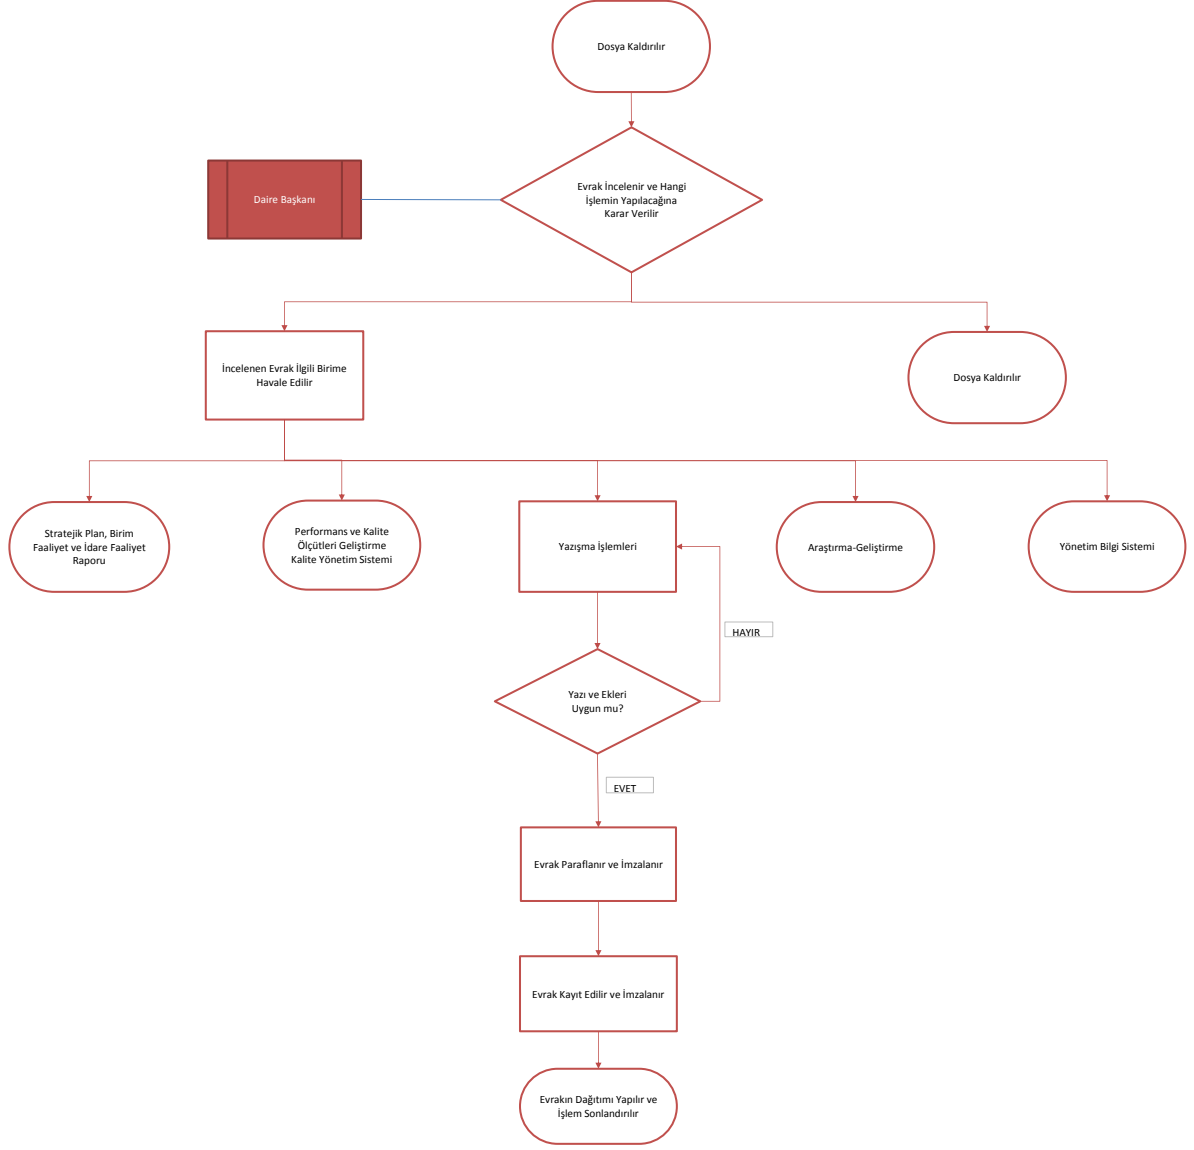 Dosya Kaldırılır
Evrak İncelenir ve Hangi
İşlemin Yapılacağına
Karar Verilir
Daire Başkanı
İncelenen Evrak İlgili Birime
Havale Edilir
Dosya Kaldırılır
Stratejik Plan, Birim
Faaliyet ve İdare Faaliyet
Raporu
Performans ve Kalite
Ölçütleri Geliştirme
Kalite Yönetim Sistemi
Yazışma İşlemleri
Araştırma-Geliştirme
Yönetim Bilgi Sistemi
HAYIR
Yazı ve Ekleri
Uygun mu?
EVET
Evrak Paraflanır ve İmzalanır
Evrak Kayıt Edilir ve İmzalanır
Evrakın Dağıtımı Yapılır ve
İşlem Sonlandırılır